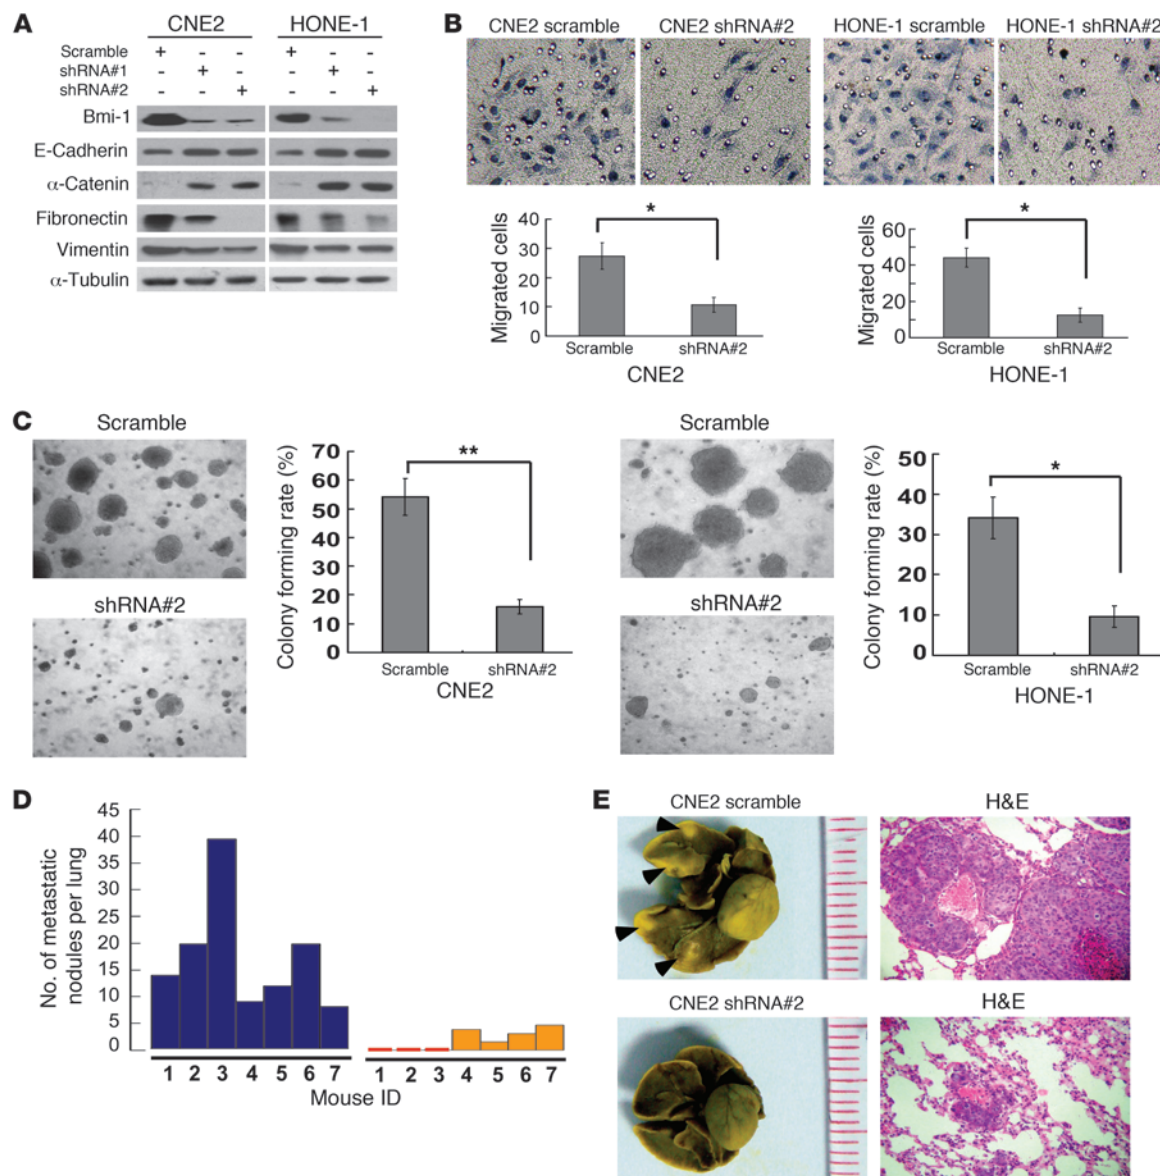 A
CNE2 HONE-1
Scramble + - - + - -
shRNA#1 - + - - + -
shRNA#2 - - + - - +
Bmi-1
E-Cadherin
α-Catenin
Fibronectin
Vimentin
α-Tubulin
B
CNE2 scramble CNE2 shRNA#2 HONE-1 scramble HONE-1 shRNA#2
Migrated cells
40
30
20
10
0
*
Scramble shRNA#2
CNE2
Migrated cells
60
40
20
0
*
Scramble shRNA#2
HONE-1
C
Scramble
shRNA#2
Colony forming rate (%)
70
60
50
40
30
20
10
0
**
Scramble shRNA#2
CNE2
Scramble
shRNA#2
Colony forming rate (%)
50
40
30
20
10
0
*
Scramble shRNA#2
HONE-1
D
No. of metastatic
nodules per lung
45
40
35
20
15
10
5
0
1 2 3 4 5 6 7 1 2 3 4 5 6 7
Mouse ID
E
CNE2 scramble H&E
CNE2 shRNA#2 H&E